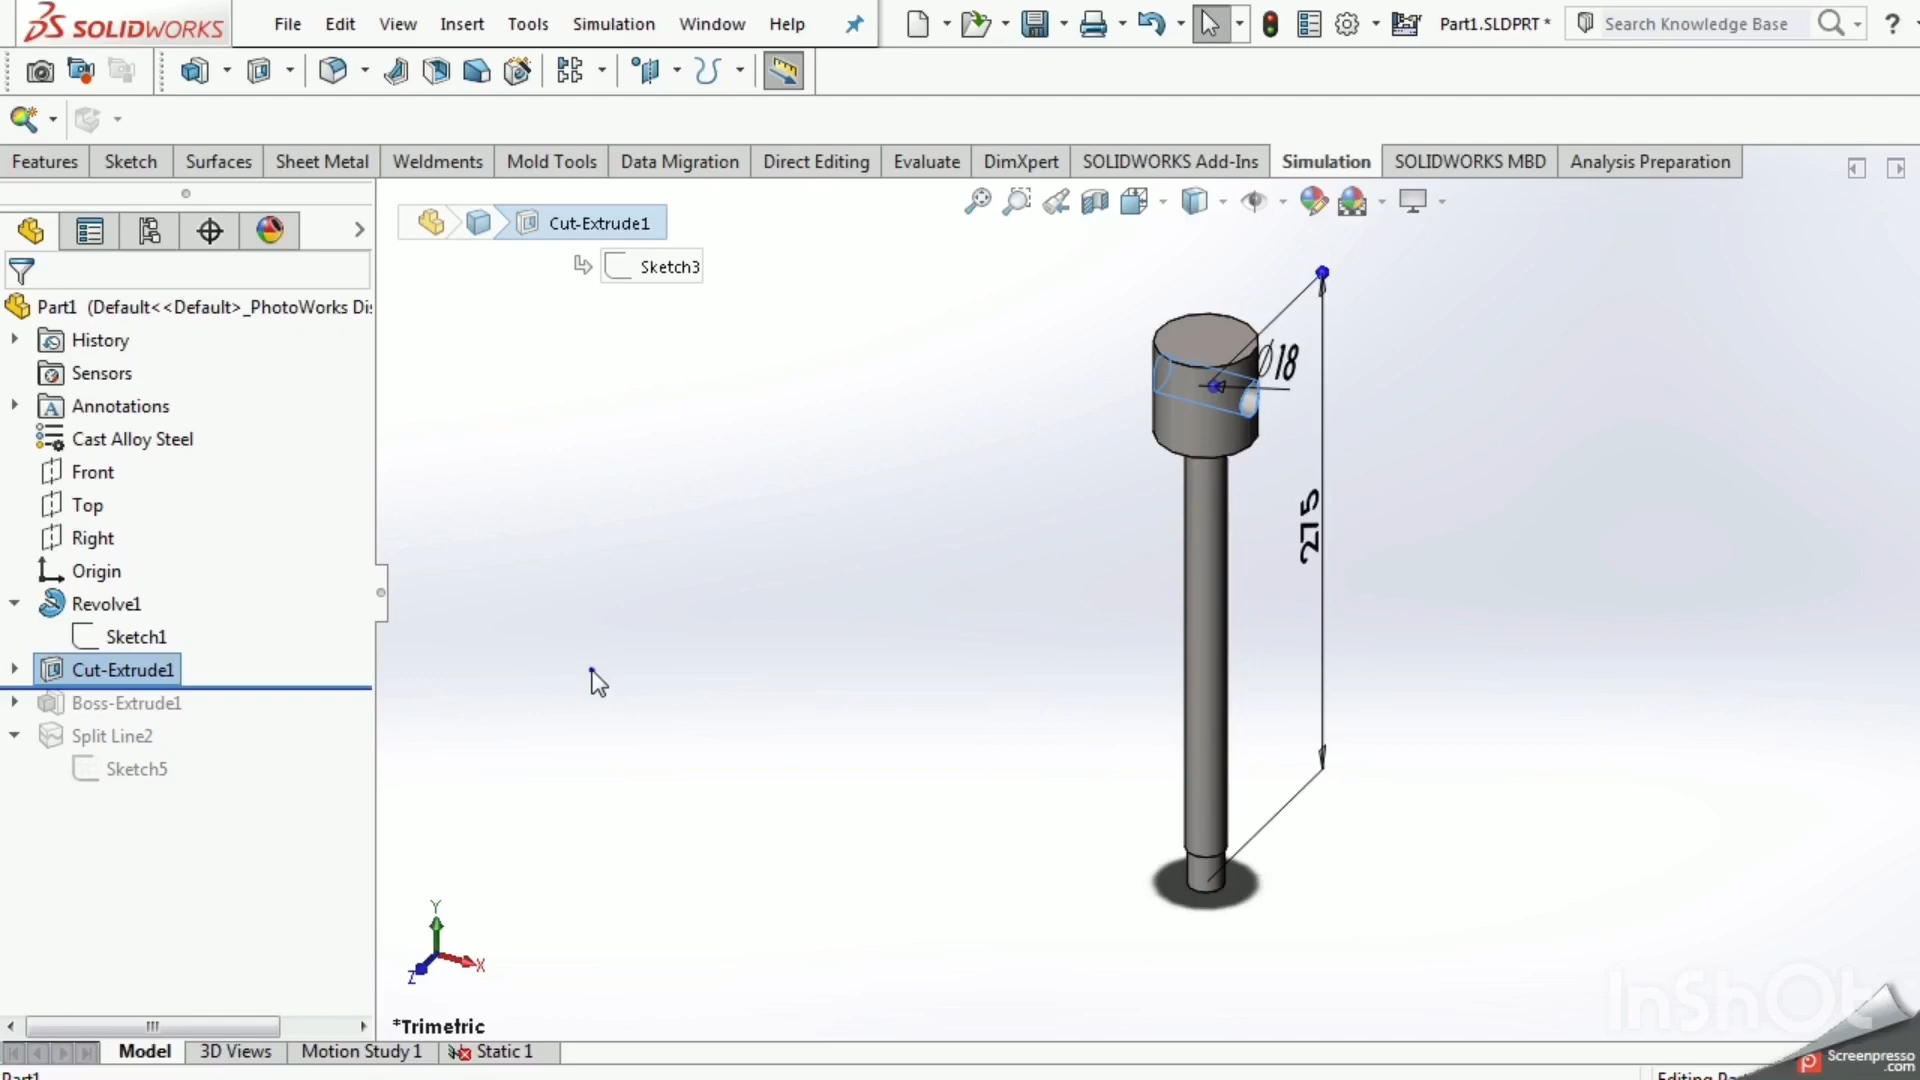 SOLIDWORKS File Edit View Insert Tools Simulation Window Help Part1.SLDPRT * Search Knowledge Base ?
Features Sketch Surfaces Sheet Metal Weldments Mold Tools Data Migration Direct Editing Evaluate DimXpert SOLIDWORKS Add-Ins Simulation SOLIDWORKS MBD Analysis Preparation
Cut-Extrude1
Sketch3
Part1 (Default<<Default>_PhotoWorks Dis
History
Sensors
Annotations
Cast Alloy Steel
Front
Top
Right
Origin
Revolve1
Sketch1
Cut-Extrude1
Boss-Extrude1
Split Line2
Sketch5
Ø18
275
Y
X
Z
*Trimetric
Model 3D Views Motion Study 1 Static 1
InShOt
Screenpresso
.com
Part1